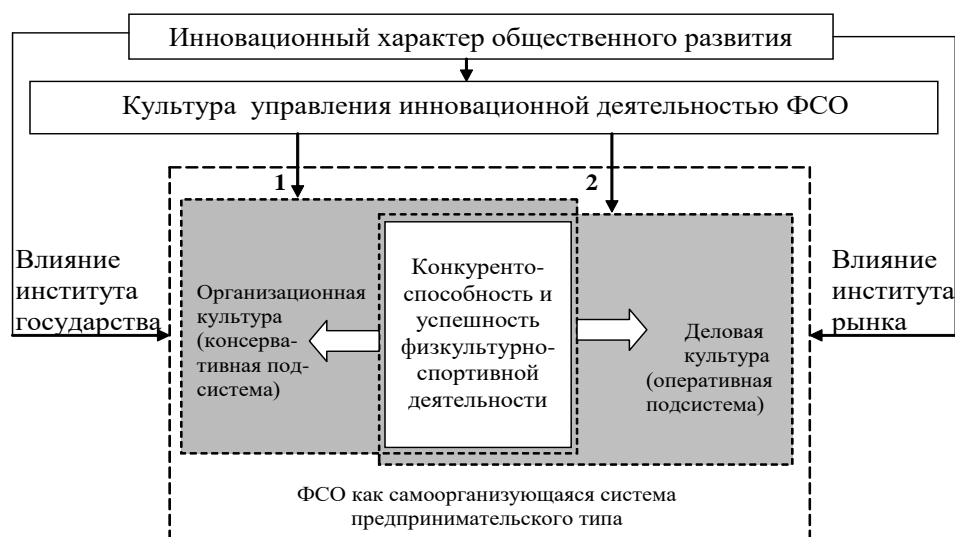 Инновационный характер общественного развития
Культура управления инновационной деятельностью ФСО
1
2
Влияние
института
государства
Организационная
культура
(консерва-
тивная под-
система)
Конкуренто-
способность и
успешность
физкультурно-
спортивной
деятельности
Деловая
культура
(оперативная
подсистема)
Влияние
института
рынка
ФСО как самоорганизующаяся система
предпринимательского типа